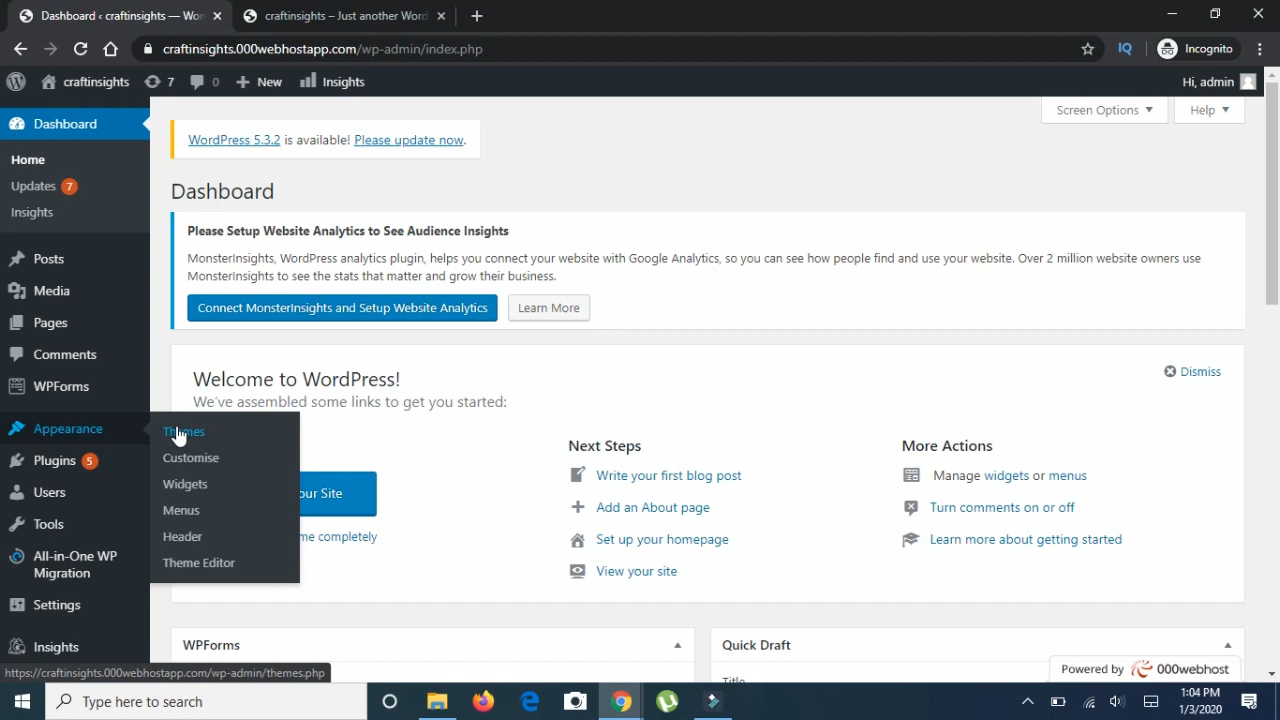 Dashboard ‹ craftinsights — Wor
craftinsights – Just another Word
craftinsights.000webhostapp.com/wp-admin/index.php
IQ
Incognito
craftinsights
7
0
New
Insights
Hi, admin
Dashboard
Home
Updates 7
Insights
Posts
Media
Pages
Comments
WPForms
Appearance
Plugins 5
Users
Tools
All-in-One WP
Migration
Settings
Insights
Themes
Customise
Widgets
Menus
Header
Theme Editor
Screen Options
Help
WordPress 5.3.2 is available! Please update now.
Dashboard
Please Setup Website Analytics to See Audience Insights
MonsterInsights, WordPress analytics plugin, helps you connect your website with Google Analytics, so you can see how people find and use your website. Over 2 million website owners use
MonsterInsights to see the stats that matter and grow their business.
Connect MonsterInsights and Setup Website Analytics
Learn More
Welcome to WordPress!
Dismiss
We've assembled some links to get you started:
our Site
me completely
Next Steps
Write your first blog post
Add an About page
Set up your homepage
View your site
More Actions
Manage widgets or menus
Turn comments on or off
Learn more about getting started
WPForms
Quick Draft
Title
Powered by 000webhost
https://craftinsights.000webhostapp.com/wp-admin/themes.php
Type here to search
1:04 PM
1/3/2020